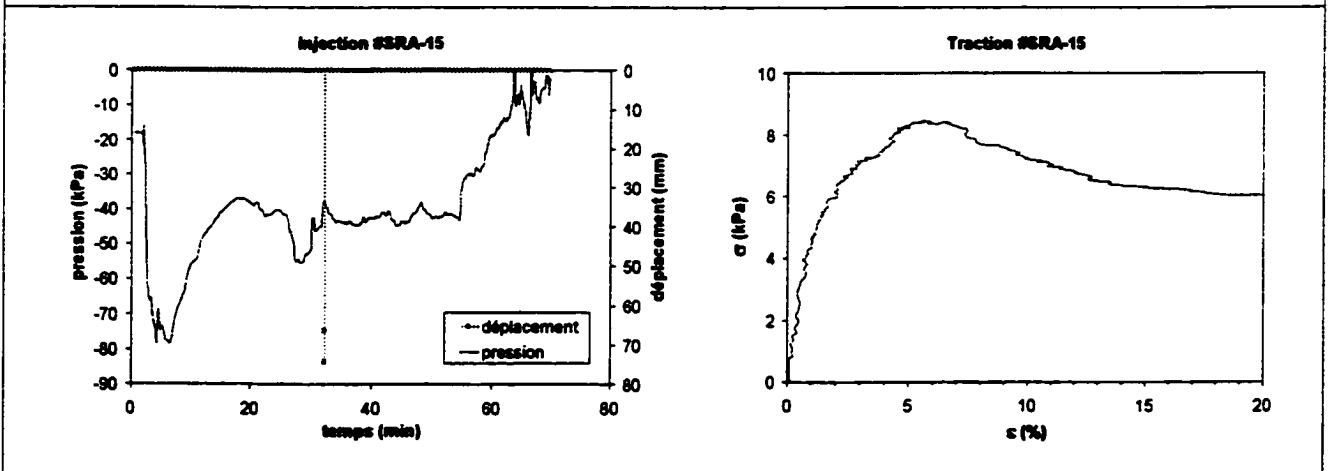 Injection #SRA-15
0
-10
-20
-30
-40
-50
-60
-70
-80
-90
pression (kPa)
0
10
20
30
40
50
60
70
80
déplacement (mm)
0 20 40 60 80
temps (min)
déplacement
pression
Traction #SRA-15
10
8
6
4
2
0
σ (kPa)
0 5 10 15 20
ε (%)